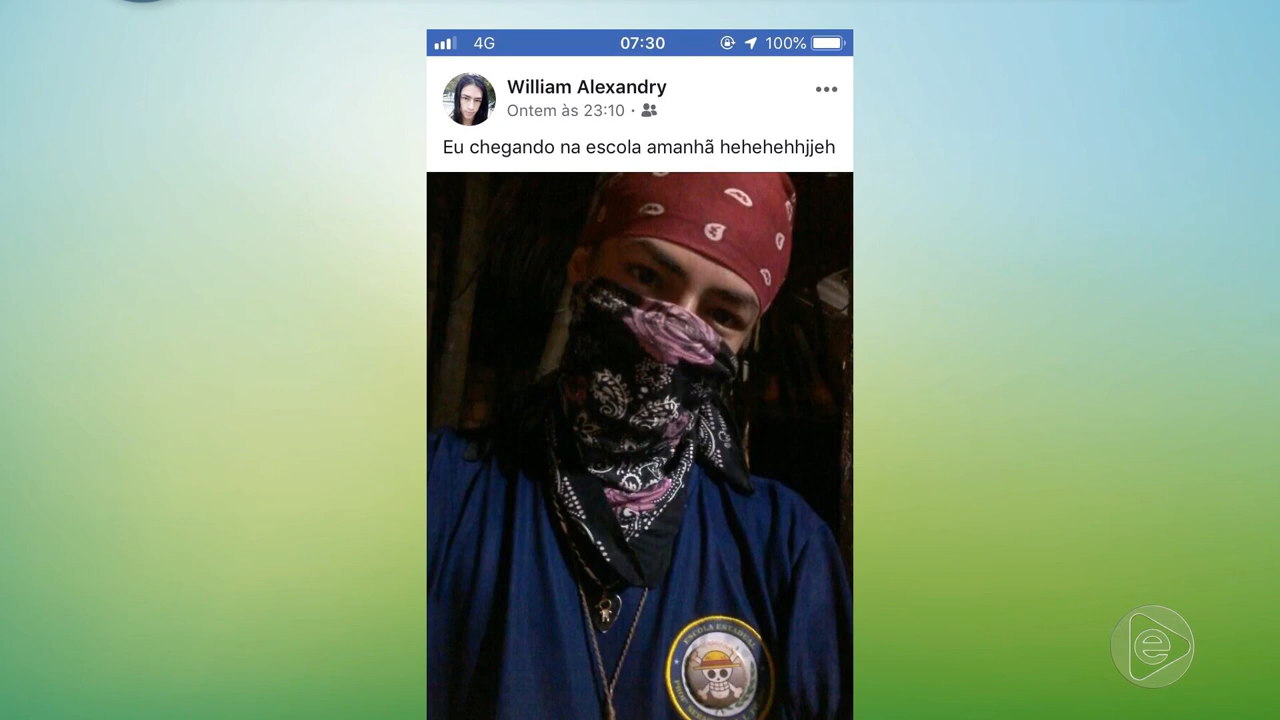 4G 07:30 100%
William Alexandry
Ontem às 23:10 ·
Eu chegando na escola amanhã hehehehhjjeh
ESCOLA ESTADUAL
e